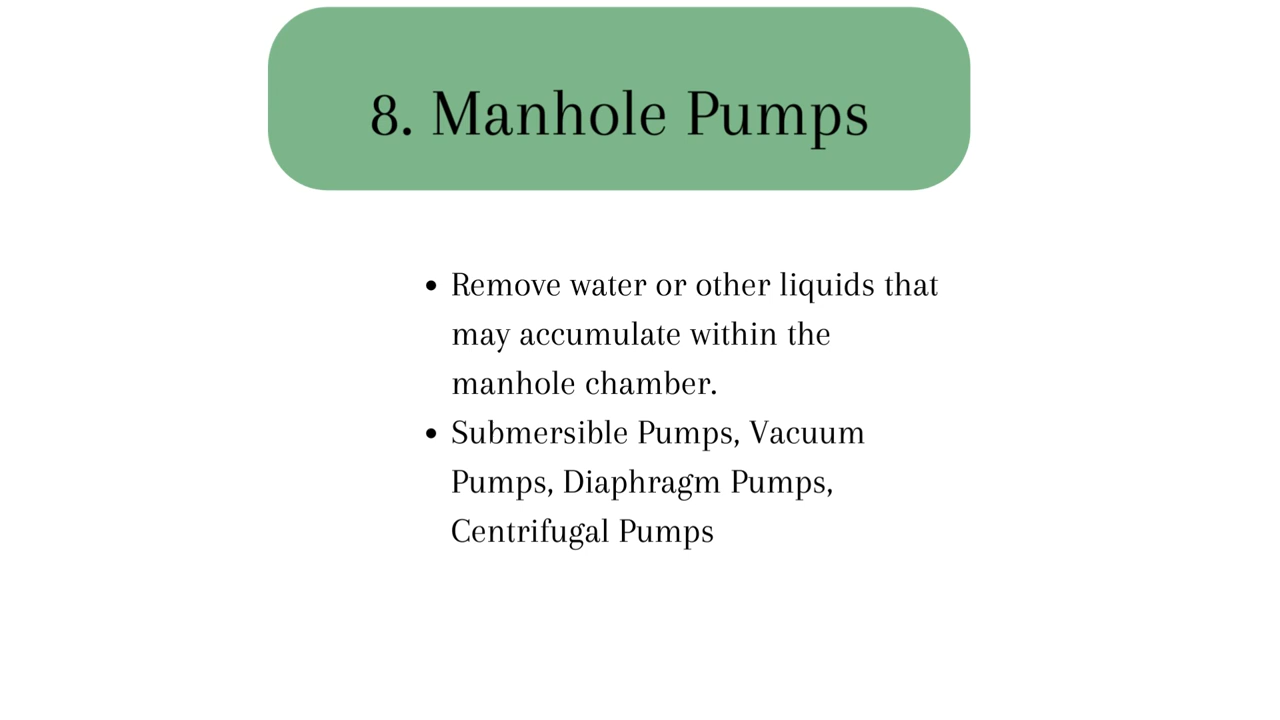 8. Manhole Pumps
• Remove water or other liquids that
may accumulate within the
manhole chamber.
• Submersible Pumps, Vacuum
Pumps, Diaphragm Pumps,
Centrifugal Pumps